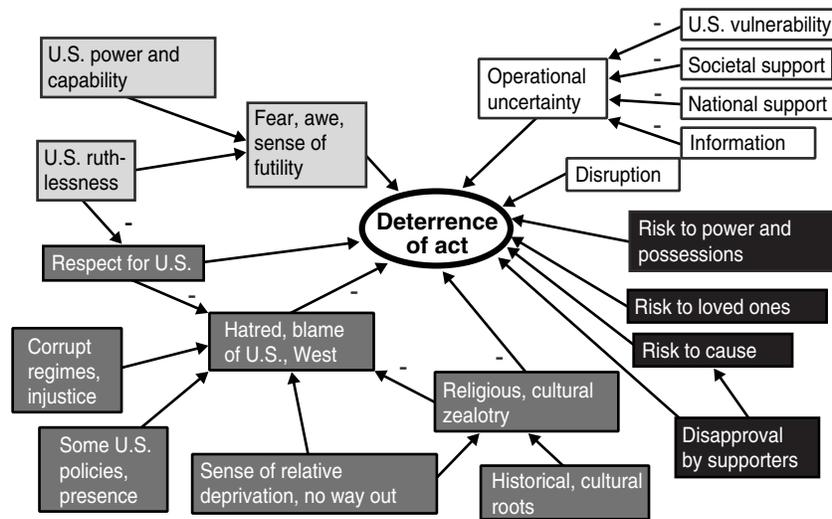 U.S. power and
capability
U.S. ruth-
lessness
Fear, awe,
sense of
futility
Operational
uncertainty
-
U.S. vulnerability
-
Societal support
-
National support
-
Information
Disruption
Deterrence
of act
Risk to power and
possessions
Risk to loved ones
Risk to cause
Disapproval
by supporters
-
Respect for U.S.
-
-
Hatred, blame
of U.S., West
Corrupt
regimes,
injustice
Some U.S.
policies,
presence
-
-
Religious, cultural
zealotry
Sense of relative
deprivation, no way out
Historical, cultural
roots